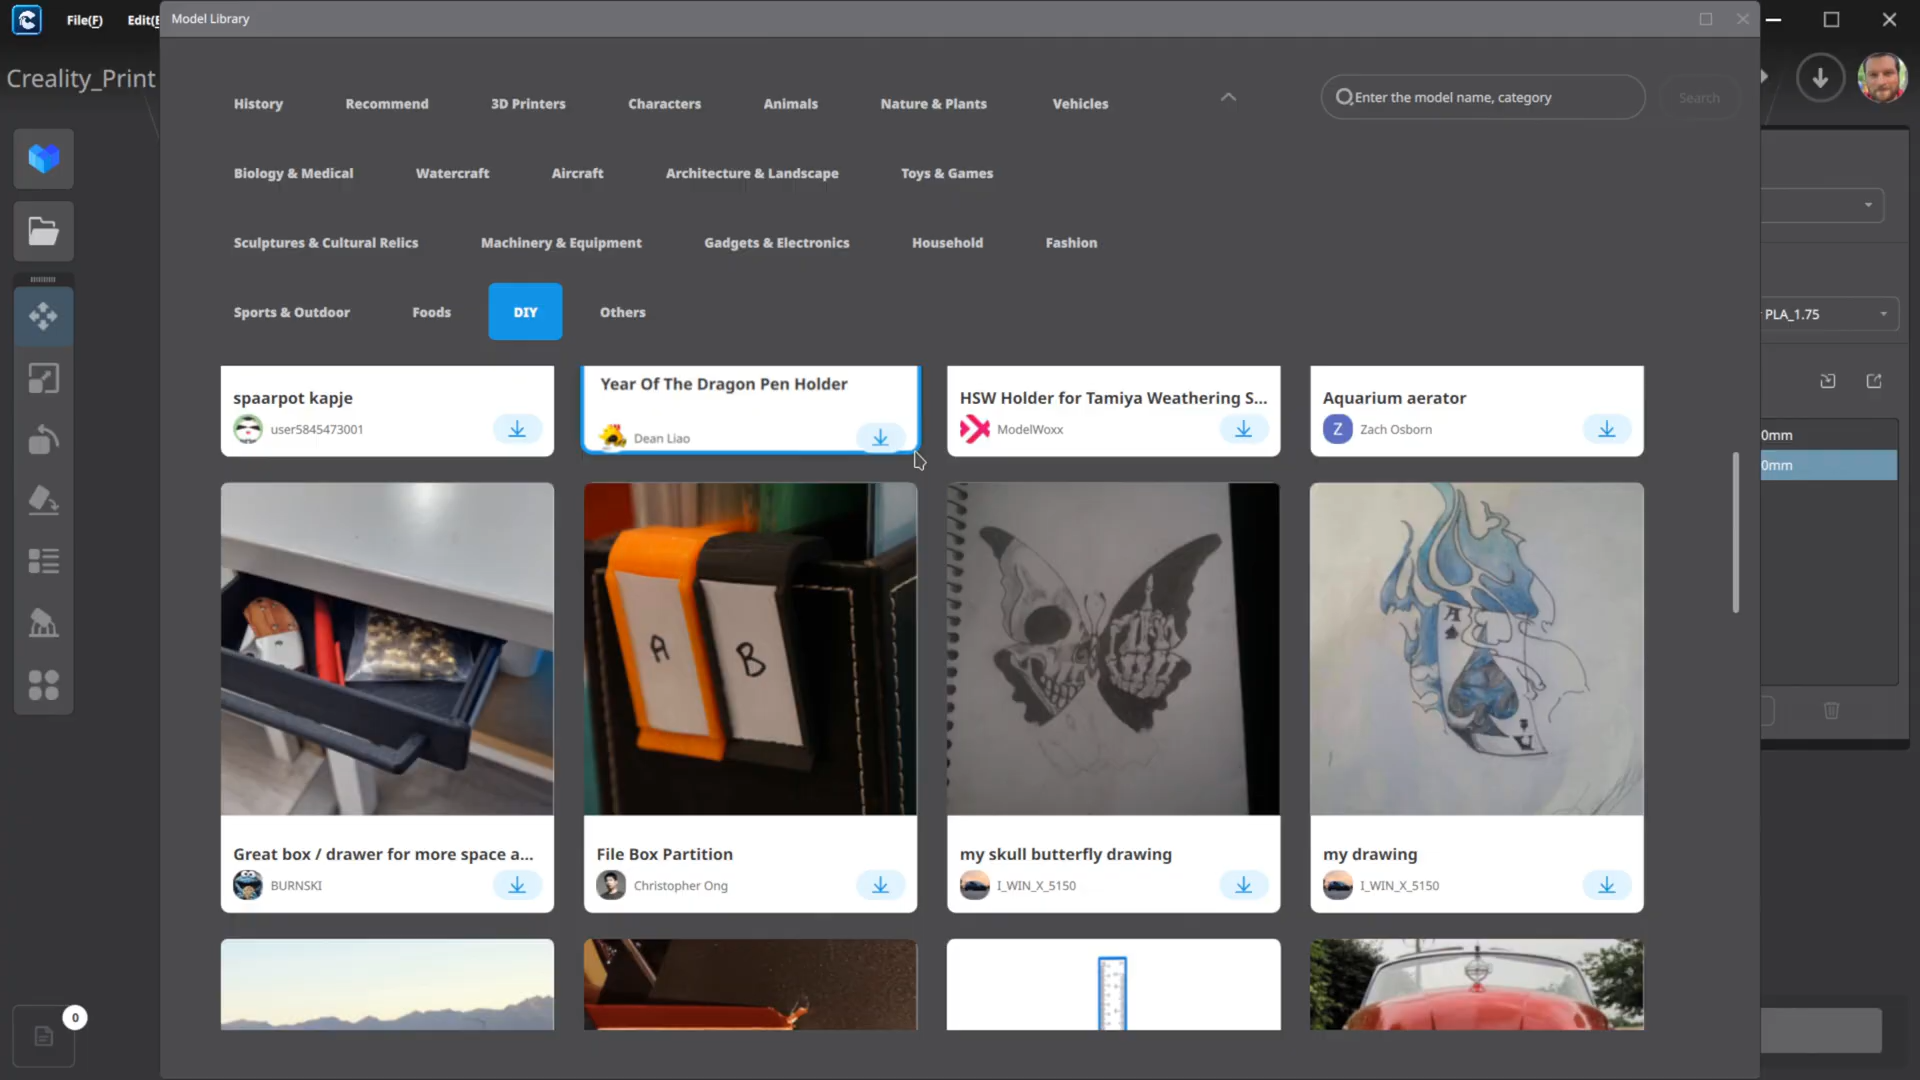 File(F)
Edit(E
Model Library
Creality_Print
History
Recommend
3D Printers
Characters
Animals
Nature & Plants
Vehicles
Enter the model name, category
Search
Biology & Medical
Watercraft
Aircraft
Architecture & Landscape
Toys & Games
Sculptures & Cultural Relics
Machinery & Equipment
Gadgets & Electronics
Household
Fashion
Sports & Outdoor
Foods
DIY
Others
PLA_1.75
spaarpot kapje
user5845473001
Year Of The Dragon Pen Holder
Dean Liao
HSW Holder for Tamiya Weathering S...
ModelWoxx
Aquarium aerator
Z
Zach Osborn
0mm
0mm
A
B
A
A
Great box / drawer for more space a...
BURNSKI
File Box Partition
Christopher Ong
my skull butterfly drawing
I_WIN_X_5150
my drawing
I_WIN_X_5150
0